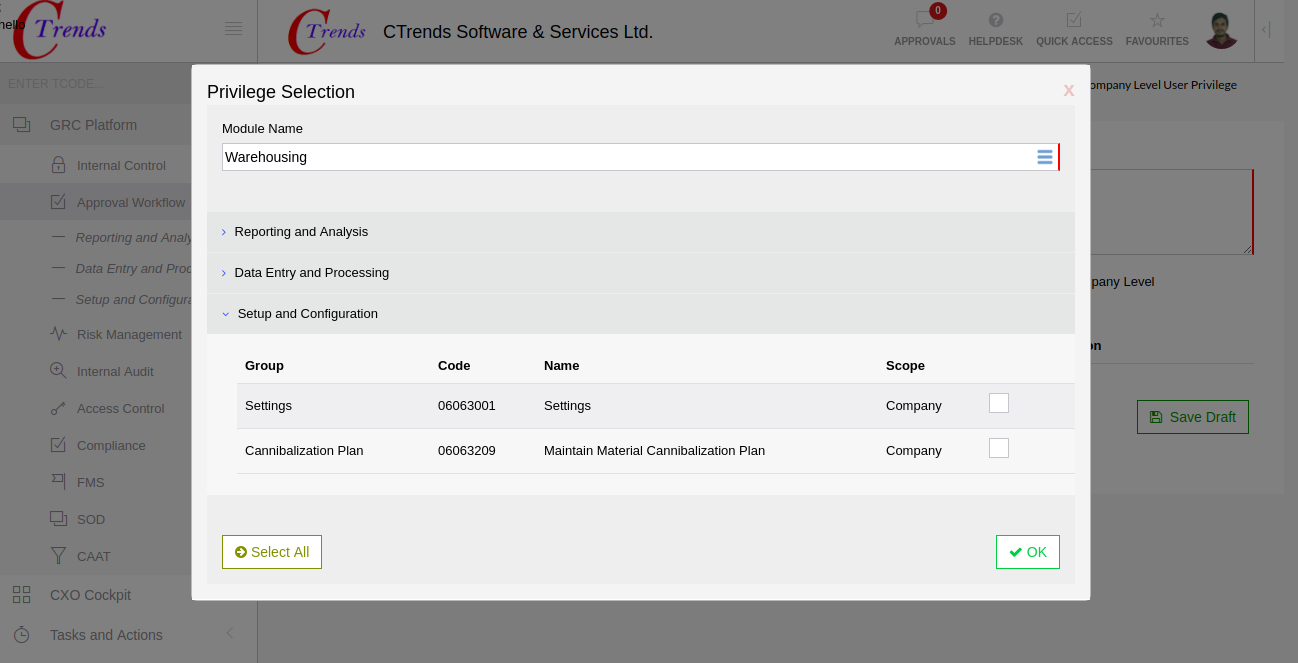 hello
CTrends
CTrends
CTrends Software & Services Ltd.
0
APPROVALS
HELPDESK
QUICK ACCESS
FAVOURITES
ENTER TCODE...
GRC Platform
Internal Control
Approval Workflow
Reporting and Analy
Data Entry and Proc
Setup and Configura
Risk Management
Internal Audit
Access Control
Compliance
FMS
SOD
CAAT
CXO Cockpit
Tasks and Actions
ompany Level User Privilege
pany Level
on
Save Draft
Privilege Selection
X
Module Name
Warehousing
Reporting and Analysis
Data Entry and Processing
Setup and Configuration
Group Code Name Scope
Settings 06063001 Settings Company
Cannibalization Plan 06063209 Maintain Material Cannibalization Plan Company
Select All
OK